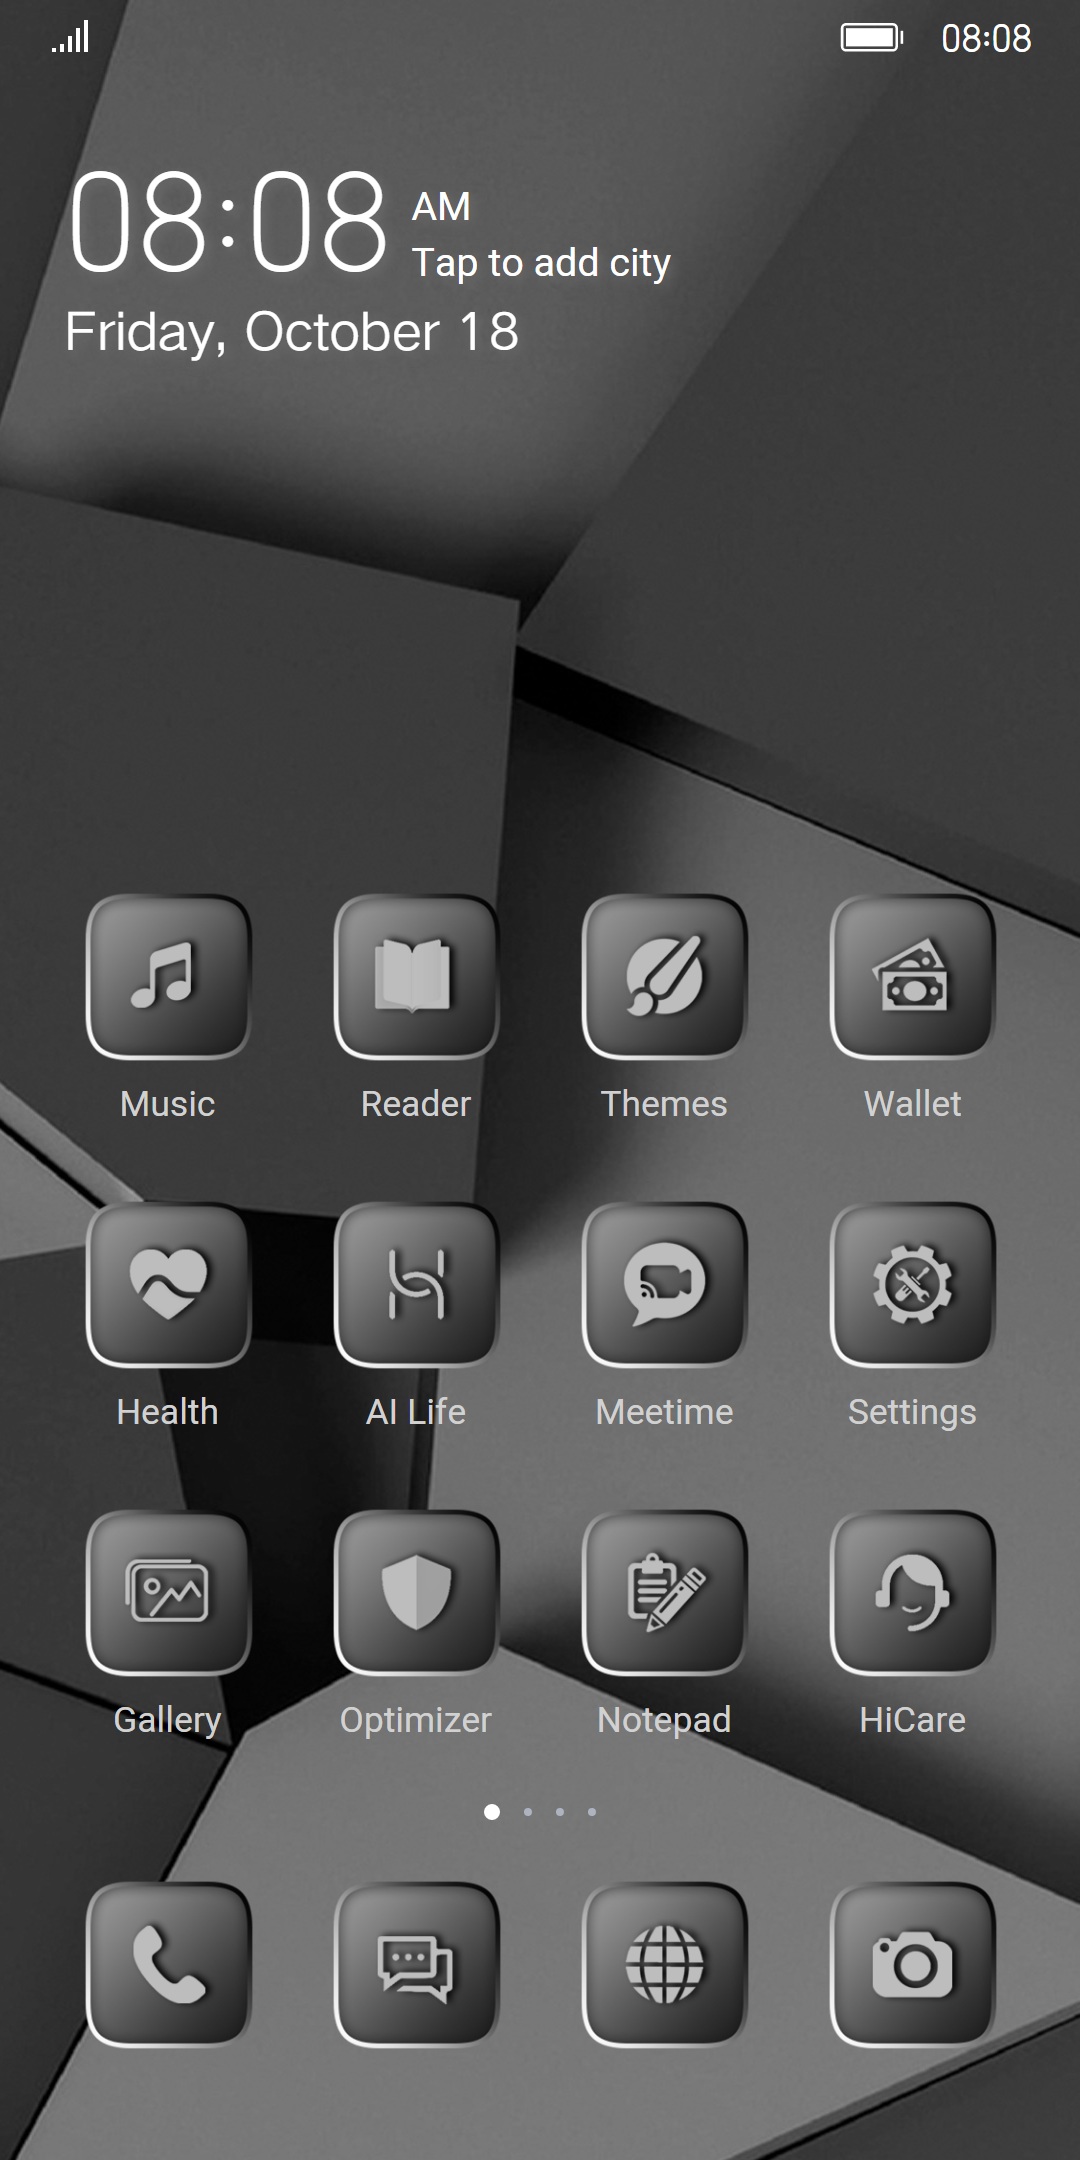 08:08
08:08 AM
Tap to add city
Friday, October 18
Music Reader Themes Wallet
Health AI Life Meetime Settings
Gallery Optimizer Notepad HiCare